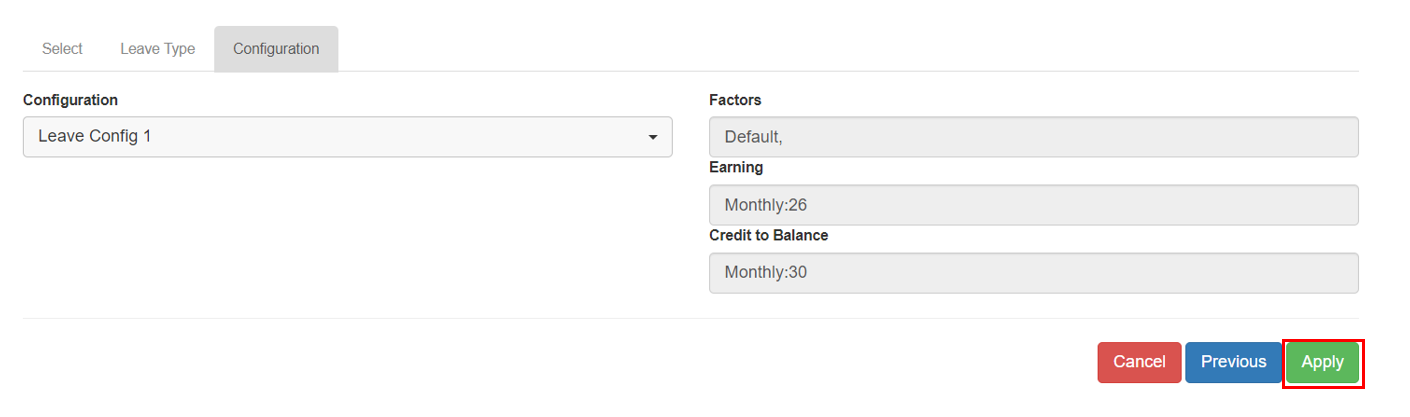 Select Leave Type Configuration
Configuration
Leave Config 1
Factors
Default,
Earning
Monthly:26
Credit to Balance
Monthly:30
Cancel Previous Apply